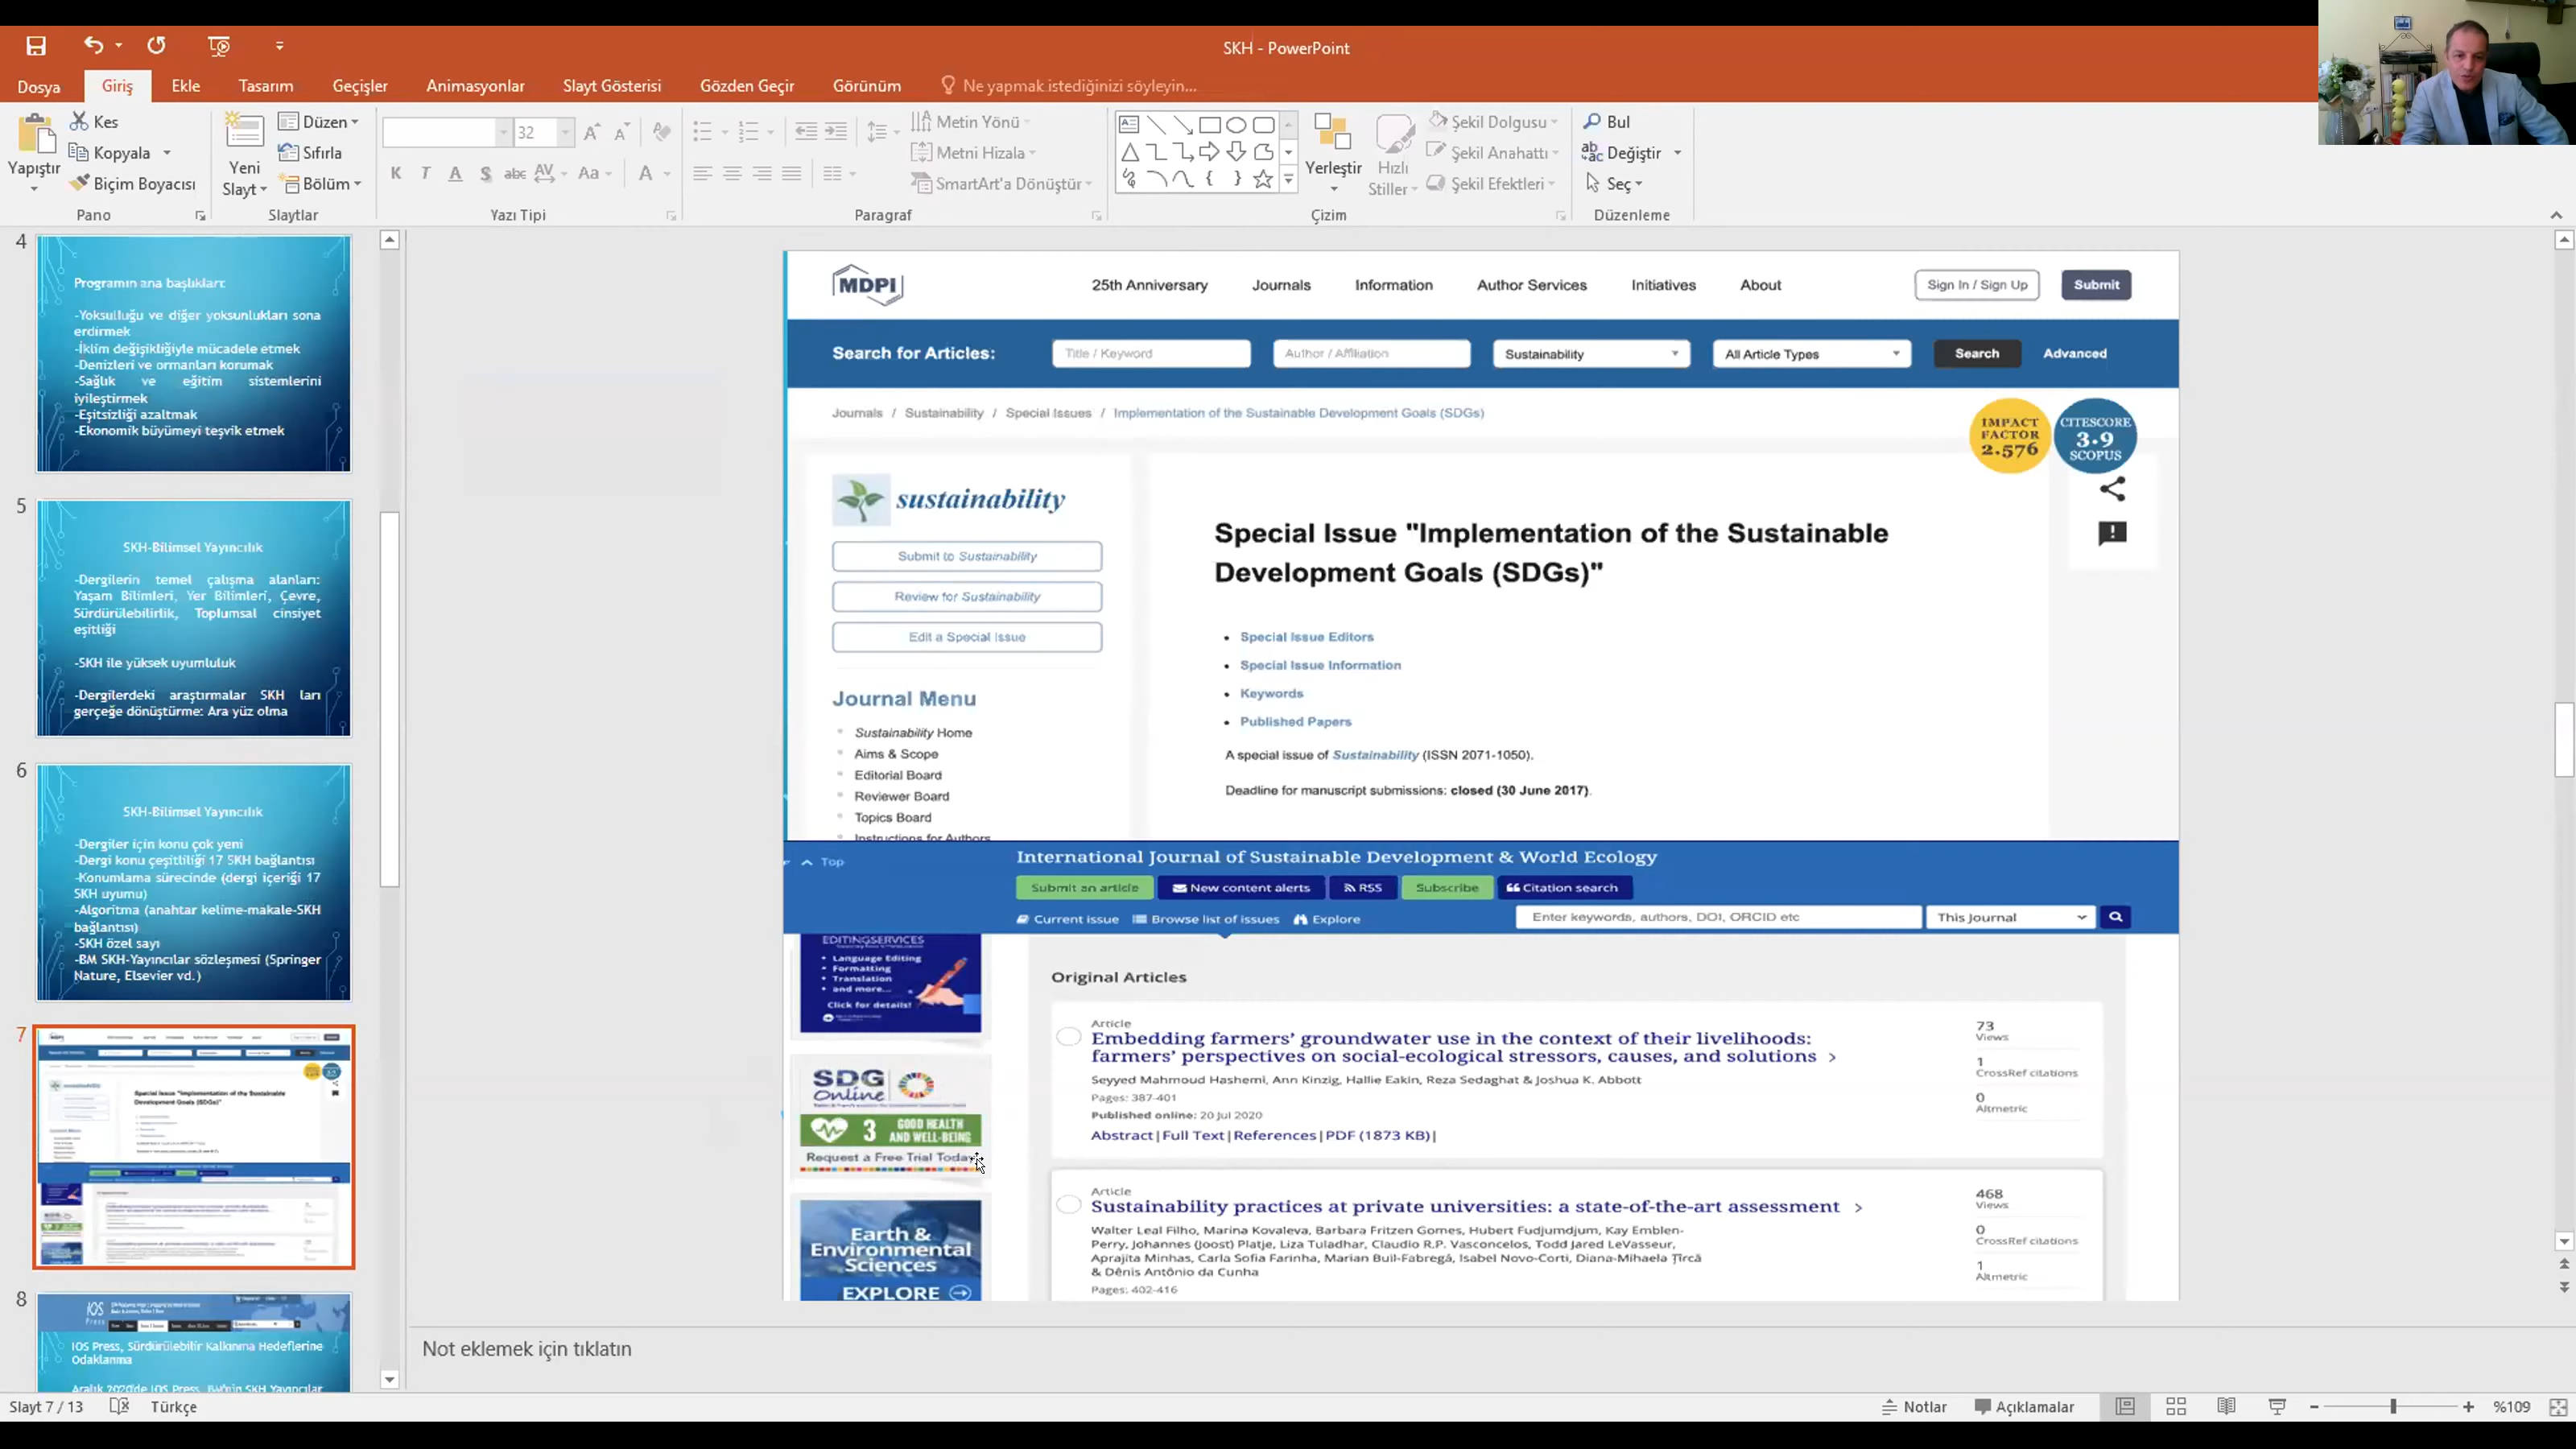 SKH - PowerPoint
Dosya Giriş Ekle Tasarım Geçişler Animasyonlar Slayt Gösterisi Gözden Geçir Görünüm Ne yapmak istediğinizi söyleyin...
Yapıştır
Kes
Kopyala
Biçim Boyacısı
Pano
Yeni
Slayt
Düzen
Sıfırla
Bölüm
Slaytlar
32
K T A S abc AV Aa A
Yazı Tipi
Metin Yönü
Metni Hizala
SmartArt'a Dönüştür
Paragraf
Yerleştir
Hızlı
Stiller
Şekil Dolgusu
Şekil Anahattı
Şekil Efektleri
Çizim
Bul
Değiştir
Seç
Düzenleme
4
Programın ana başlıkları:
-Yoksulluğu ve diğer yoksunlukları sona
erdirmek
-İklim değişikliğiyle mücadele etmek
-Denizleri ve ormanları korumak
-Sağlık ve eğitim sistemlerini
iyileştirmek
-Eşitsizliği azaltmak
-Ekonomik büyümeyi teşvik etmek
5
SKH-Bilimsel Yayıncılık
-Dergilerin temel çalışma alanları:
Yaşam Bilimleri, Yer Bilimleri, Çevre,
Sürdürülebilirlik, Toplumsal cinsiyet
eşitliği
-SKH ile yüksek uyumluluk
-Dergilerdeki araştırmalar SKH ları
gerçeğe dönüştürme: Ara yüz olma
6
SKH-Bilimsel Yayıncılık
-Dergiler için konu çok yeni
-Dergi konu çeşitliliği 17 SKH bağlantısı
-Konumlama sürecinde (dergi içeriği 17
SKH uyumu)
-Algoritma (anahtar kelime-makale-SKH
bağlantısı)
-SKH özel sayı
-BM SKH-Yayıncılar sözleşmesi (Springer
Nature, Elsevier vd.)
7
8
IOS Press
IOS Press, Sürdürülebilir Kalkınma Hedeflerine
Odaklanma
Aralık 2020'de IOS Press, BM'nin SKH Yayıncılar
MDPI
25th Anniversary Journals Information Author Services Initiatives About Sign In / Sign Up Submit
Search for Articles: Title / Keyword Author / Affiliation Sustainability All Article Types Search Advanced
Journals / Sustainability / Special Issues / Implementation of the Sustainable Development Goals (SDGs)
IMPACT
FACTOR
2.576
CITESCORE
3.9
SCOPUS
sustainability
Submit to Sustainability
Review for Sustainability
Edit a Special Issue
Journal Menu
Sustainability Home
Aims & Scope
Editorial Board
Reviewer Board
Topics Board
Instructions for Authors
Special Issue "Implementation of the Sustainable
Development Goals (SDGs)"
Special Issue Editors
Special Issue Information
Keywords
Published Papers
A special issue of Sustainability (ISSN 2071-1050).
Deadline for manuscript submissions: closed (30 June 2017).
Top
International Journal of Sustainable Development & World Ecology
Submit an article New content alerts RSS Subscribe Citation search
Current issue Browse list of issues Explore
Enter keywords, authors, DOI, ORCID etc This Journal
EDITINGSERVICES
Language Editing
Formatting
Translation
and more...
Click for details!
SDG
Online
3 GOOD HEALTH
AND WELL-BEING
Request a Free Trial Today
Earth &
Environmental
Sciences
EXPLORE
Original Articles
Article
Embedding farmers’ groundwater use in the context of their livelihoods:
farmers’ perspectives on social-ecological stressors, causes, and solutions
Seyyed Mahmoud Hashemi, Ann Kinzig, Hallie Eakin, Reza Sedaghat & Joshua K. Abbott
Pages: 387-401
Published online: 20 Jul 2020
Abstract | Full Text | References | PDF (1873 KB) |
73
Views
1
CrossRef citations
0
Altmetric
Article
Sustainability practices at private universities: a state-of-the-art assessment
Walter Leal Filho, Marina Kovaleva, Barbara Fritzen Gomes, Hubert Fudjumdjum, Kay Emblen-
Perry, Johannes (Joost) Platje, Liza Tuladhar, Claudio R.P. Vasconcelos, Todd Jared LeVasseur,
Aprajita Minhas, Carla Sofia Farinha, Marian Buil-Fabregá, Isabel Novo-Corti, Diana-Mihaela Țîrcă
& Dênis Antônio da Cunha
Pages: 402-416
468
Views
0
CrossRef citations
1
Altmetric
Not eklemek için tıklatın
Slayt 7 / 13 Türkçe Notlar Açıklamalar %109